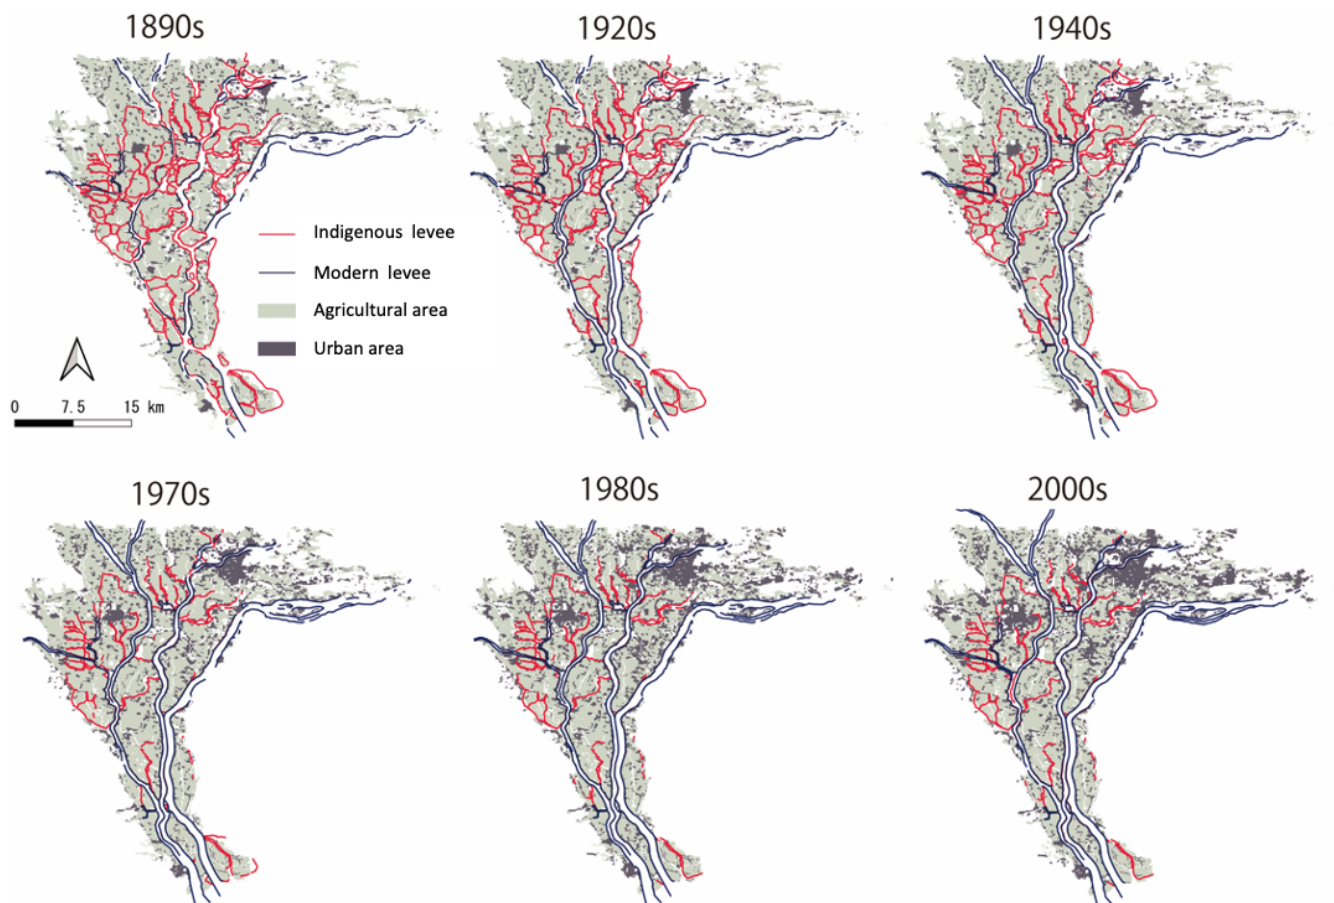 1890s
1920s
1940s
Indigenous levee
Modern levee
Agricultural area
Urban area
0 7.5 15 km
1970s
1980s
2000s